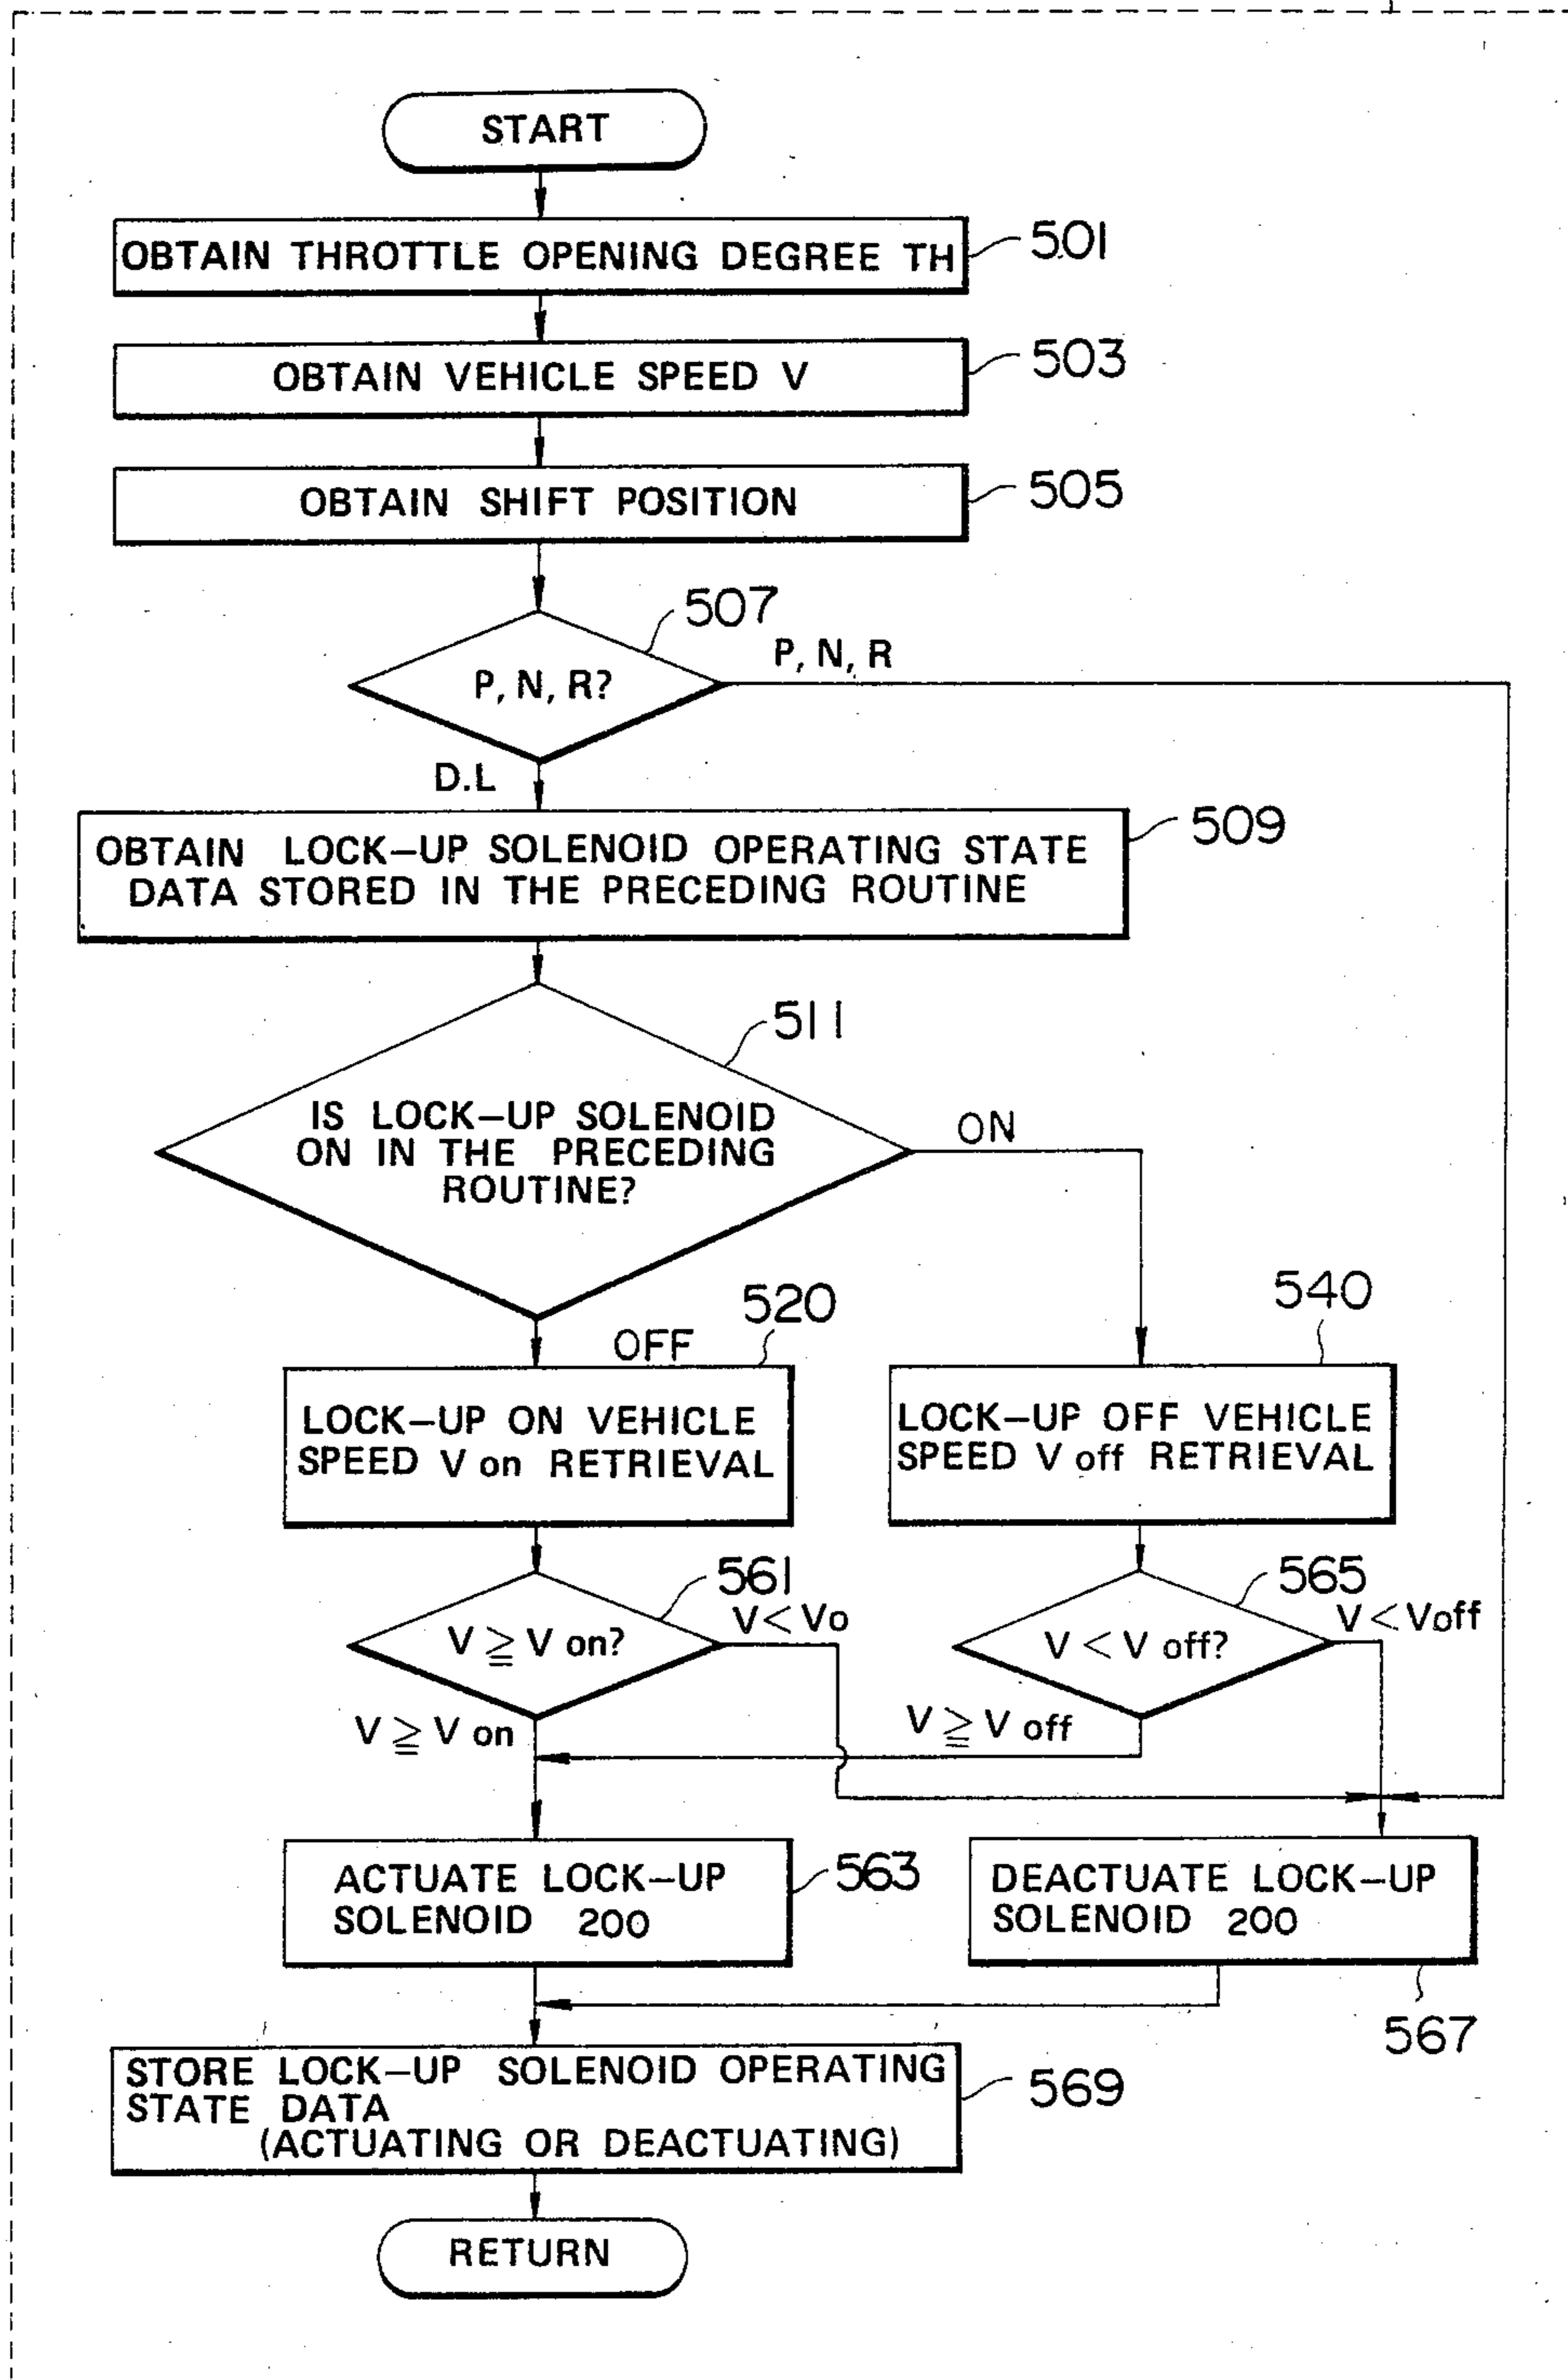 START
OBTAIN THROTTLE OPENING DEGREE TH
501
OBTAIN VEHICLE SPEED V
503
OBTAIN SHIFT POSITION
505
507
P, N, R?
P, N, R
D.L
OBTAIN LOCK-UP SOLENOID OPERATING STATE
DATA STORED IN THE PRECEDING ROUTINE
509
511
IS LOCK-UP SOLENOID
ON IN THE PRECEDING
ROUTINE?
ON
OFF
520
LOCK-UP ON VEHICLE
SPEED V on RETRIEVAL
540
LOCK-UP OFF VEHICLE
SPEED V off RETRIEVAL
561
V ≧ V on?
V < Vo
V ≧ V on
565
V < V off?
V < Voff
V ≧ V off
ACTUATE LOCK-UP
SOLENOID 200
563
DEACTUATE LOCK-UP
SOLENOID 200
567
STORE LOCK-UP SOLENOID OPERATING
STATE DATA
(ACTUATING OR DEACTUATING)
569
RETURN